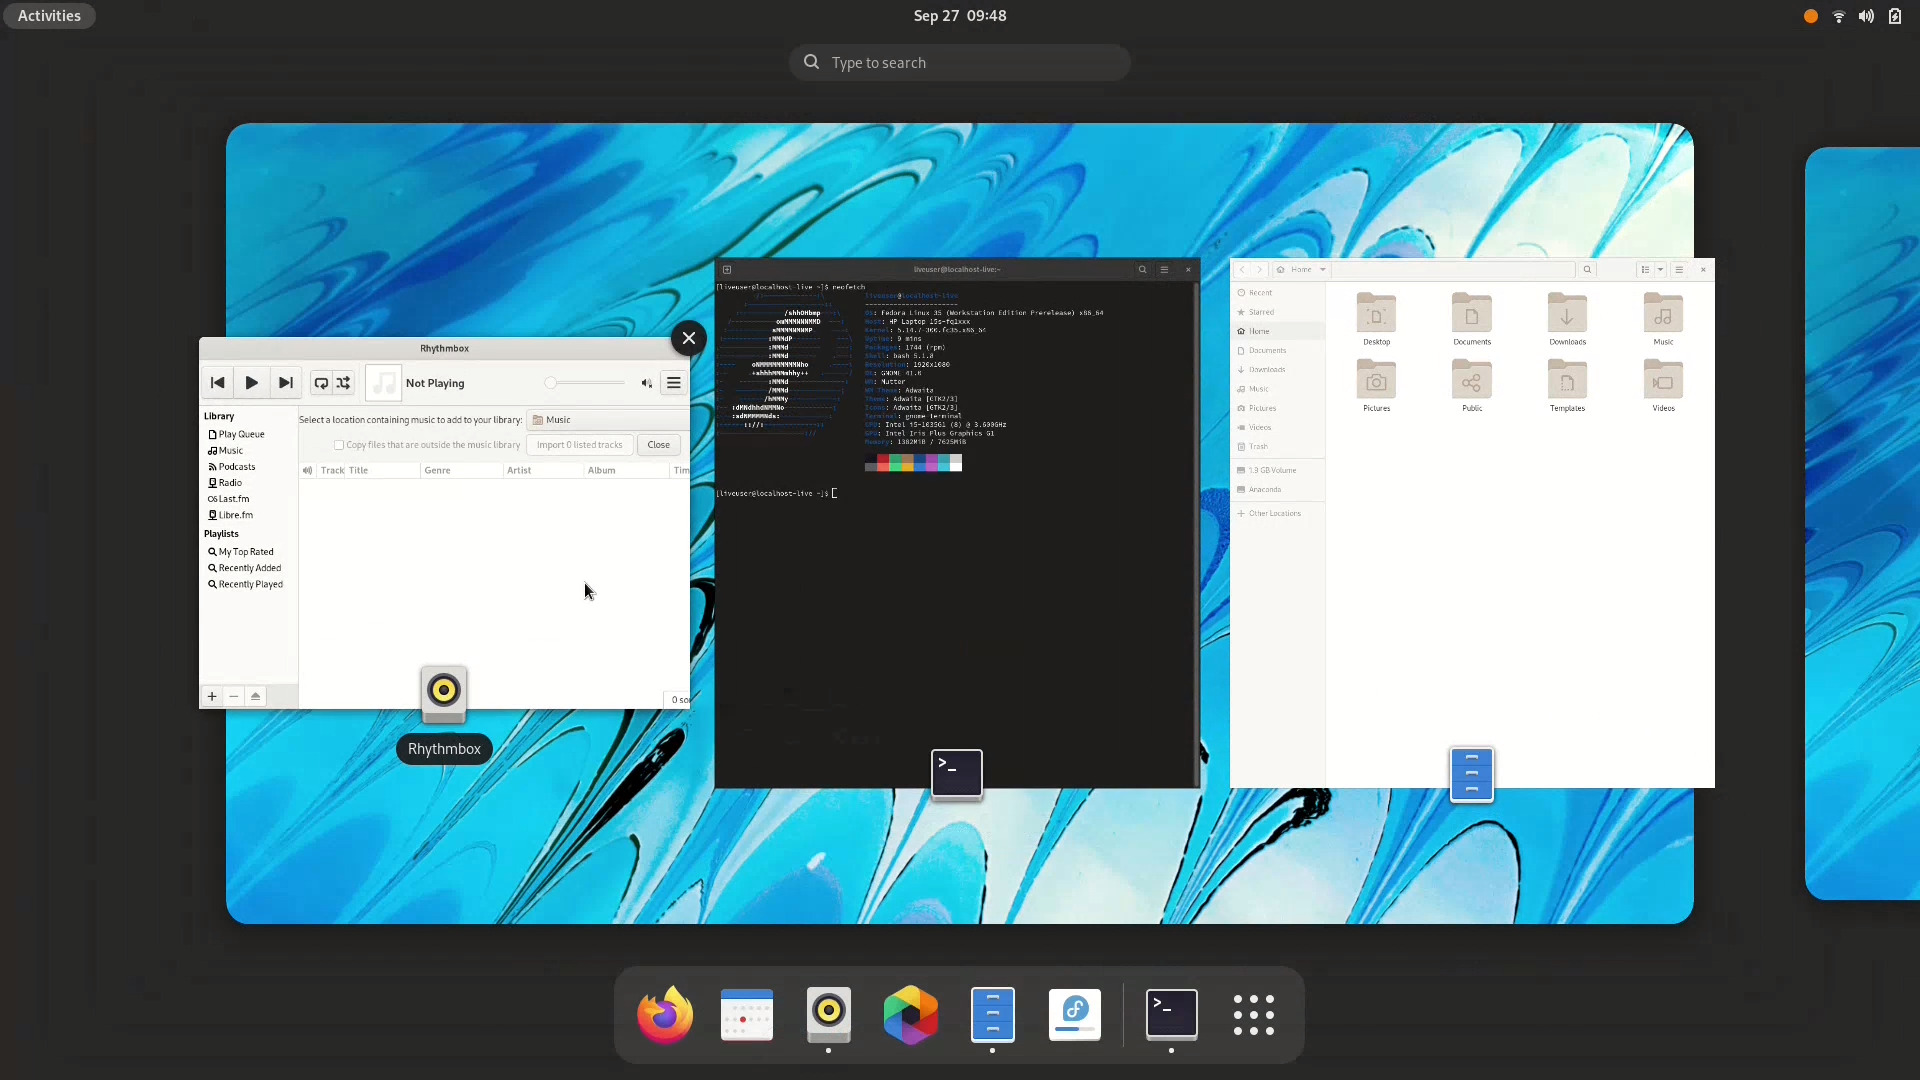 Activities
Sep 27 09:48
Type to search
Rhythmbox
Not Playing
Library
Play Queue
Music
Podcasts
Radio
Last.fm
Libre.fm
Playlists
My Top Rated
Recently Added
Recently Played
Select a location containing music to add to your library:
Music
Copy files that are outside the music library
Import 0 listed tracks
Close
Track
Title
Genre
Artist
Album
Tim
0 so
Rhythmbox
liveuser@localhost-live:~
[liveuser@localhost-live ~]$ neofetch
liveuser@localhost-live
OS: Fedora Linux 35 (Workstation Edition Prerelease) x86_64
Host: HP Laptop 15s-fq1xxx
Kernel: 5.14.7-300.fc35.x86_64
Uptime: 9 mins
Packages: 1744 (rpm)
Shell: bash 5.1.8
Resolution: 1920x1080
DE: GNOME 41.0
WM: Mutter
WM Theme: Adwaita
Theme: Adwaita [GTK2/3]
Icons: Adwaita [GTK2/3]
Terminal: gnome-terminal
CPU: Intel i5-1035G1 (8) @ 3.600GHz
GPU: Intel Iris Plus Graphics G1
Memory: 1382MiB / 7625MiB
[liveuser@localhost-live ~]$
Home
Recent
Starred
Home
Documents
Downloads
Music
Pictures
Videos
Trash
1.9 GB Volume
Anaconda
Other Locations
Desktop
Documents
Downloads
Music
Pictures
Public
Templates
Videos